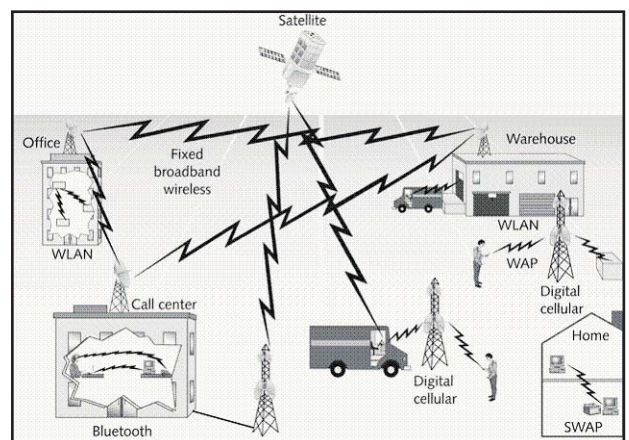 Satellite
Office
Fixed
broadband
wireless
Warehouse
WLAN
WLAN
WAP
Digital
cellular
Call center
Home
Digital
cellular
Bluetooth
SWAP